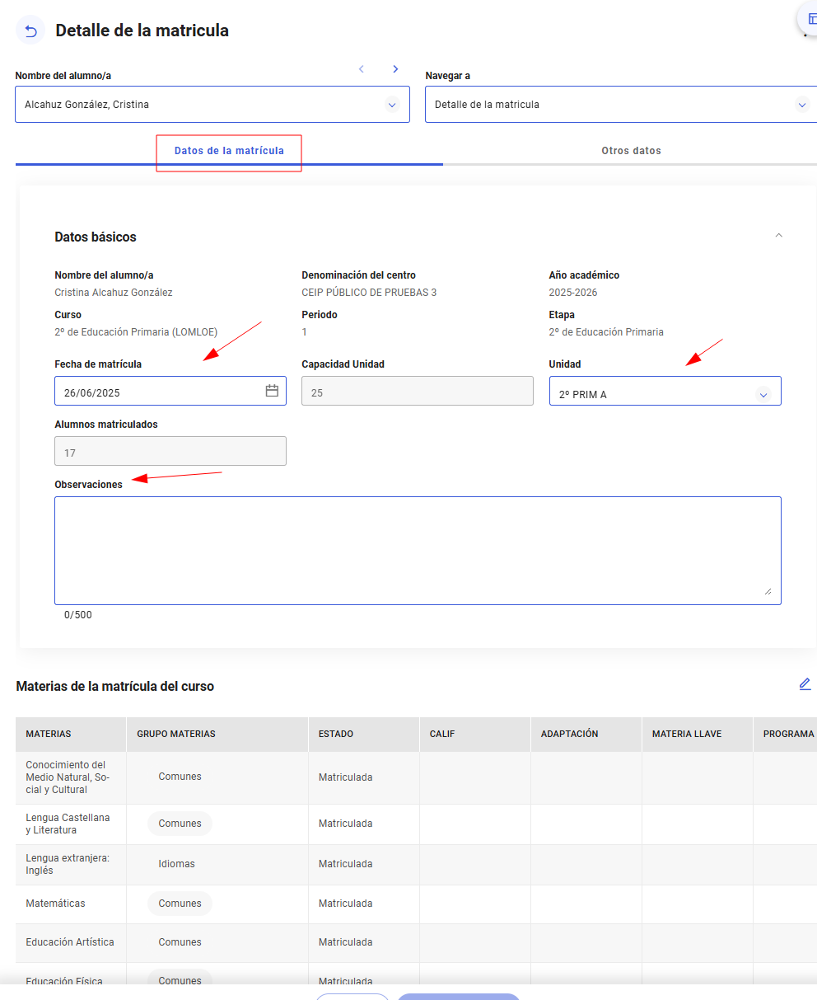 Detalle de la matricula
Nombre del alumno/a
Navegar a
Alcahuz González, Cristina
Detalle de la matricula
Datos de la matrícula
Otros datos
Datos básicos
Nombre del alumno/a
Denominación del centro
Año académico
Cristina Alcahuz González
CEIP PÚBLICO DE PRUEBAS 3
2025-2026
Curso
Periodo
Etapa
2º de Educación Primaria (LOMLOE)
1
2º de Educación Primaria
Fecha de matrícula
Capacidad Unidad
Unidad
26/06/2025
25
2º PRIM A
Alumnos matriculados
17
Observaciones
0/500
Materias de la matrícula del curso
MATERIAS
GRUPO MATERIAS
ESTADO
CALIF
ADAPTACIÓN
MATERIA LLAVE
PROGRAMA
Conocimiento del
Medio Natural, So-
cial y Cultural
Comunes
Matriculada
Lengua Castellana
y Literatura
Comunes
Matriculada
Lengua extranjera:
Inglés
Idiomas
Matriculada
Matemáticas
Comunes
Matriculada
Educación Artística
Comunes
Matriculada
Educación Física
Comunes
Matriculada